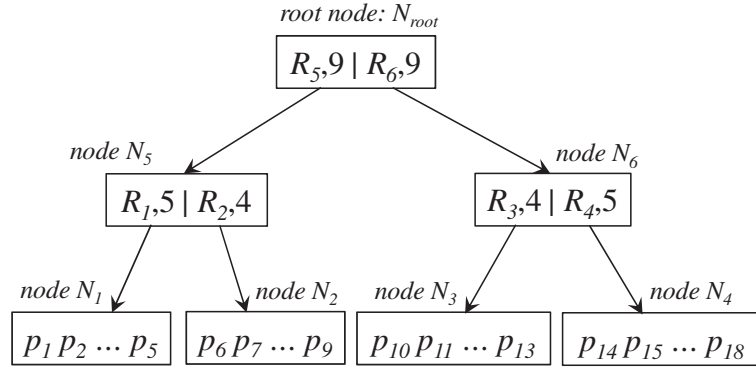 root node: N_root
R_5,9 | R_6,9
node N_5
node N_6
R_1,5 | R_2,4
R_3,4 | R_4,5
node N_1
node N_2
node N_3
node N_4
p_1 p_2 ... p_5
p_6 p_7 ... p_9
p_10 p_11 ... p_13
p_14 p_15 ... p_18